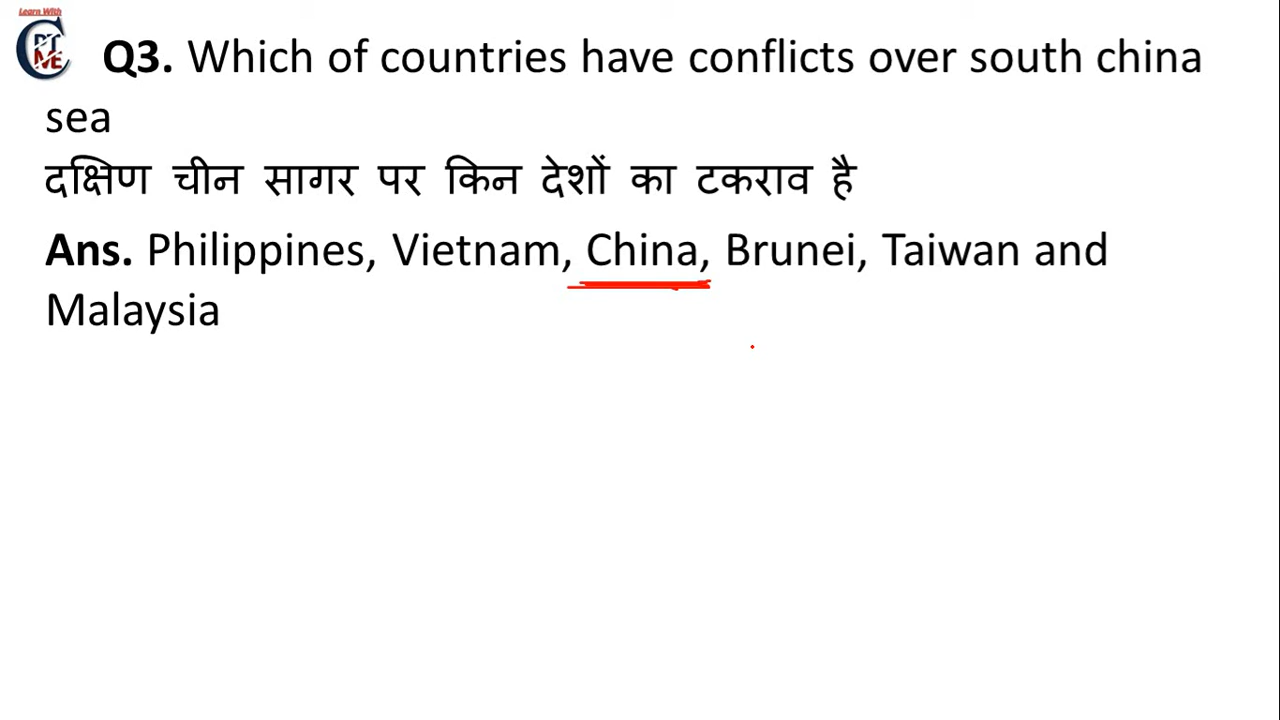 Learn With
C PT ME
Q3. Which of countries have conflicts over south china
sea
दक्षिण चीन सागर पर किन देशों का टकराव है
Ans. Philippines, Vietnam, China, Brunei, Taiwan and
Malaysia